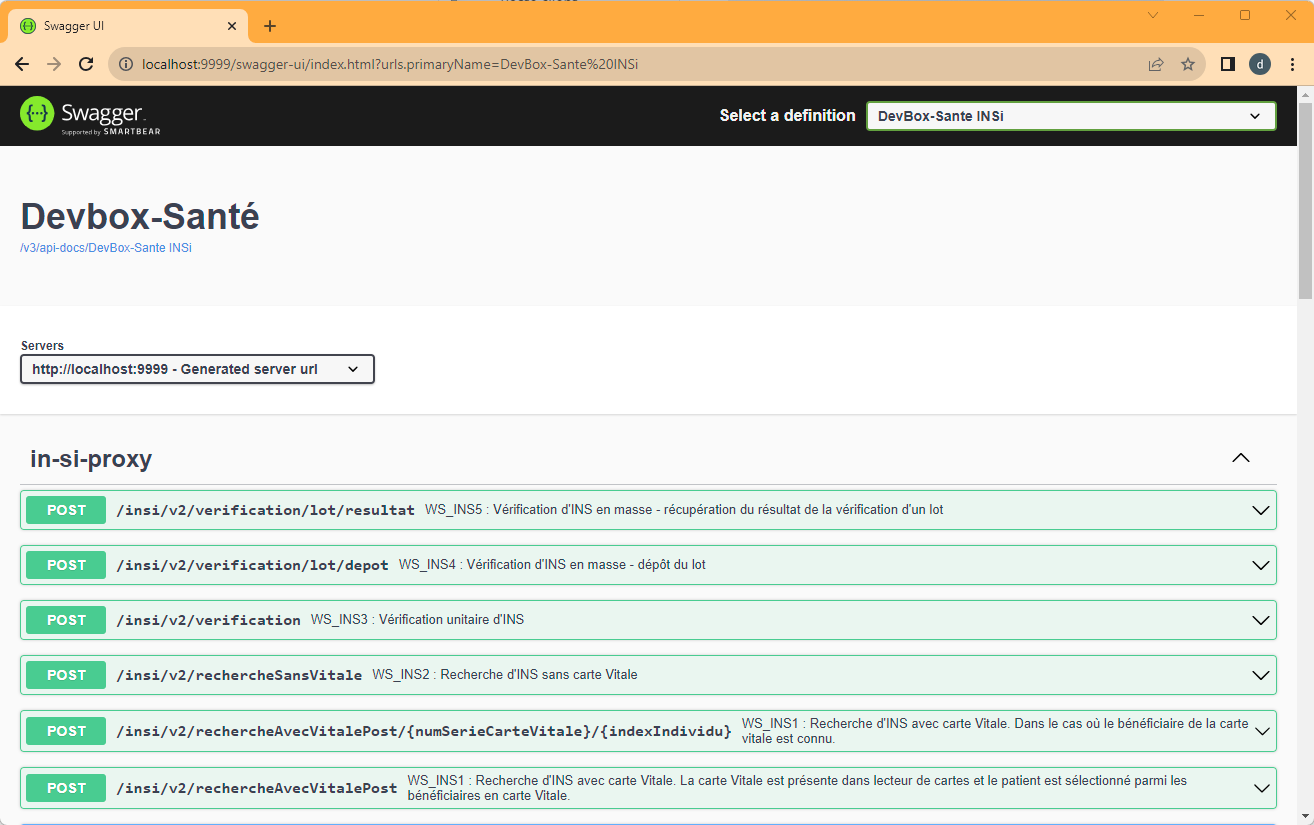 Swagger UI
localhost:9999/swagger-ui/index.html?urls.primaryName=DevBox-Sante%20INSi
d
{···} Swagger
Supported by SMARTBEAR
Select a definition
DevBox-Sante INSi
Devbox-Santé
/v3/api-docs/DevBox-Sante INSi
Servers
http://localhost:9999 - Generated server url
in-si-proxy
POST /insi/v2/verification/lot/resultat WS_INS5 : Vérification d'INS en masse - récupération du résultat de la vérification d'un lot
POST /insi/v2/verification/lot/depot WS_INS4 : Vérification d'INS en masse - dépôt du lot
POST /insi/v2/verification WS_INS3 : Vérification unitaire d'INS
POST /insi/v2/rechercheSansVitale WS_INS2 : Recherche d'INS sans carte Vitale
POST /insi/v2/rechercheAvecVitalePost/{numSerieCarteVitale}/{indexIndividu} WS_INS1 : Recherche d'INS avec carte Vitale. Dans le cas où le bénéficiaire de la carte
vitale est connu.
POST /insi/v2/rechercheAvecVitalePost WS_INS1 : Recherche d'INS avec carte Vitale. La carte Vitale est présente dans lecteur de cartes et le patient est sélectionné parmi les
bénéficiaires en carte Vitale.